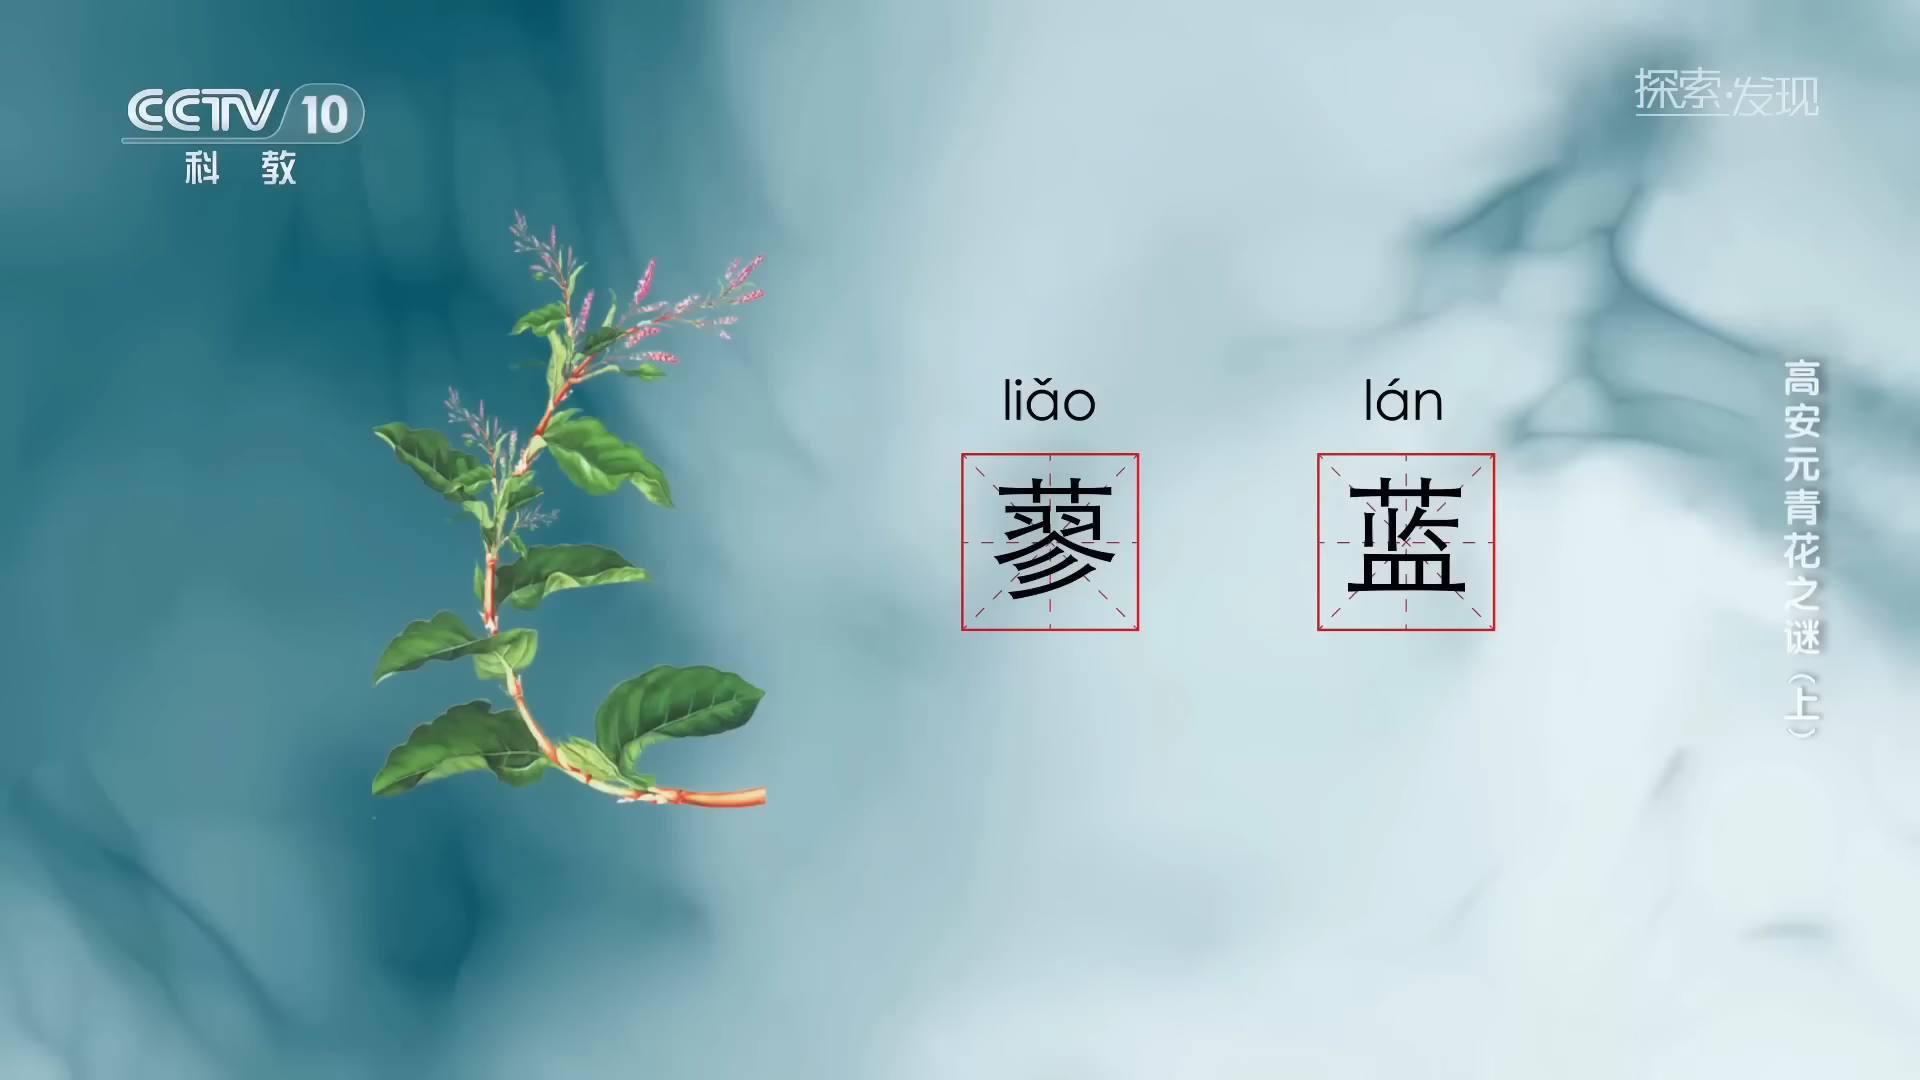 CCTV 10
科 教
探索·发现
liǎo lán
蓼 蓝
高安元青花之谜（上）